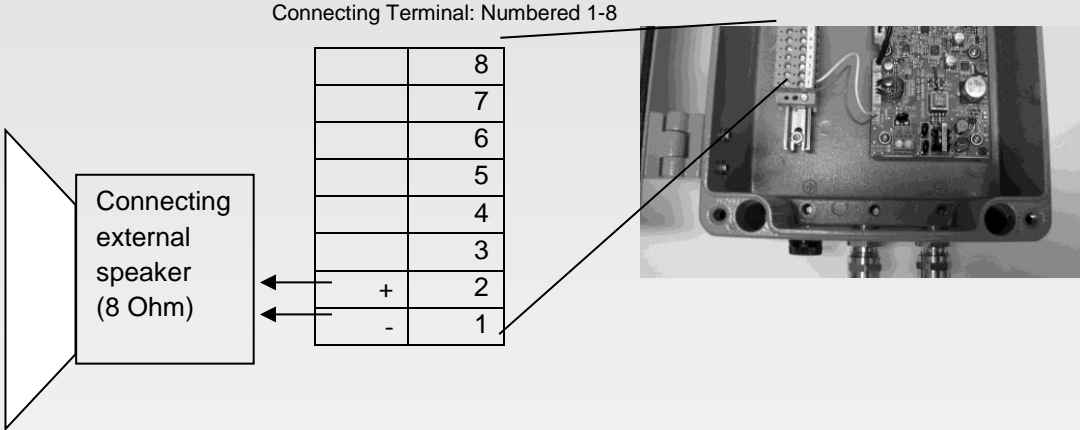 Connecting Terminal: Numbered 1-8
8
7
6
5
4
3
+ 2
- 1
Connecting
external
speaker
(8 Ohm)